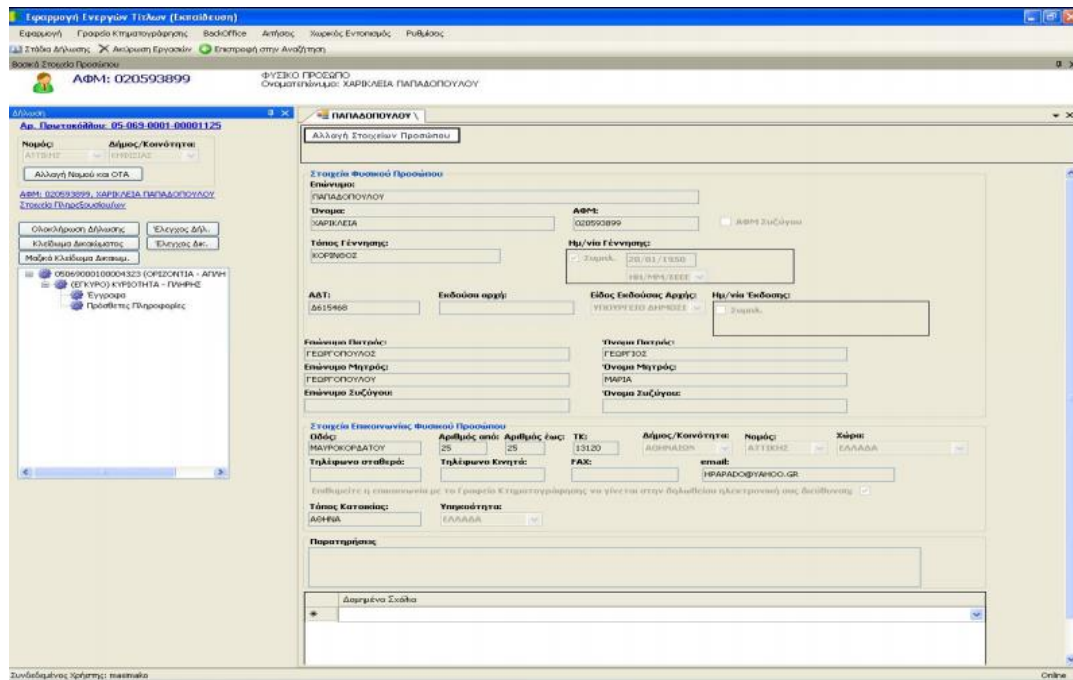 Εφαρμογή Ενεργών Τίτλων (Εκπαίδευση)
Εφαρμογή Γραφείο Κτηματογράφησης BackOffice Αιτήσεις Χωρικός Εντοπισμός Ρυθμίσεις
Στάδια Δήλωσης Ακύρωση Εργασιών Επιστροφή στην Αναζήτηση
Βασικά Στοιχεία Προσώπου
ΑΦΜ: 020593899
ΦΥΣΙΚΟ ΠΡΟΣΩΠΟ
Ονοματεπώνυμο: ΧΑΡΙΚΛΕΙΑ ΠΑΠΑΔΟΠΟΥΛΟΥ
Δήλωση
Αρ. Πρωτοκόλλου: 05-069-0001-00001125
Νομός: Δήμος/Κοινότητα:
ΑΤΤΙΚΗΣ ΚΗΦΙΣΙΑΣ
Αλλαγή Νομού και ΟΤΑ
ΑΦΜ: 020593899, ΧΑΡΙΚΛΕΙΑ ΠΑΠΑΔΟΠΟΥΛΟΥ
Στοιχεία Πληρεξουσίου/ων
Ολοκλήρωση Δήλωσης Έλεγχος Δήλ.
Κλείδωμα Δικαιώματος Έλεγχος Δικ.
Μαζικό Κλείδωμα Δικαιωμ.
05069000100004323 (ΟΡΙΖΟΝΤΙΑ - ΑΠΛΗ
(ΕΓΚΥΡΟ) ΚΥΡΙΟΤΗΤΑ - ΠΛΗΡΗΣ
Έγγραφα
Πρόσθετες Πληροφορίες
ΠΑΠΑΔΟΠΟΥΛΟΥ \
Αλλαγή Στοιχείων Προσώπου
Στοιχεία Φυσικού Προσώπου
Επώνυμο:
ΠΑΠΑΔΟΠΟΥΛΟΥ
Όνομα: ΑΦΜ:
ΧΑΡΙΚΛΕΙΑ 020593899 ΑΦΜ Συζύγου
Τόπος Γέννησης: Ημ/νία Γέννησης:
ΚΟΡΙΝΘΟΣ Συμπλ. 28/01/1950
ΗΗ/ΜΜ/ΕΕΕΕ
ΑΔΤ: Εκδούσα αρχή: Είδος Εκδούσας Αρχής: Ημ/νία Έκδοσης:
Δ615468 ΥΠΟΥΡΓΕΙΟ ΔΗΜΟΣΙ Συμπλ.
Επώνυμο Πατρός: Όνομα Πατρός:
ΓΕΩΡΓΟΠΟΥΛΟΣ ΓΕΩΡΓΙΟΣ
Επώνυμο Μητρός: Όνομα Μητρός:
ΓΕΩΡΓΟΠΟΥΛΟΥ ΜΑΡΙΑ
Επώνυμο Συζύγου: Όνομα Συζύγου:
Στοιχεία Επικοινωνίας Φυσικού Προσώπου
Οδός: Αριθμός από: Αριθμός έως: ΤΚ: Δήμος/Κοινότητα: Νομός: Χώρα:
ΜΑΥΡΟΚΟΡΔΑΤΟΥ 25 25 13120 ΑΘΗΝΑΙΩΝ ΑΤΤΙΚΗΣ ΕΛΛΑΔΑ
Τηλέφωνο σταθερό: Τηλέφωνο Κινητό: FAX: email:
HPAPADO@YAHOO.GR
Επιθυμείτε η επικοινωνία με το Γραφείο Κτηματογράφησης να γίνεται στην δηλωθείσα ηλεκτρονική σας διεύθυνση
Τόπος Κατοικίας: Υπηκοότητα:
ΑΘΗΝΑ ΕΛΛΑΔΑ
Παρατηρήσεις
Δομημένα Σχόλια
Συνδεδεμένος Χρήστης: masmako Online